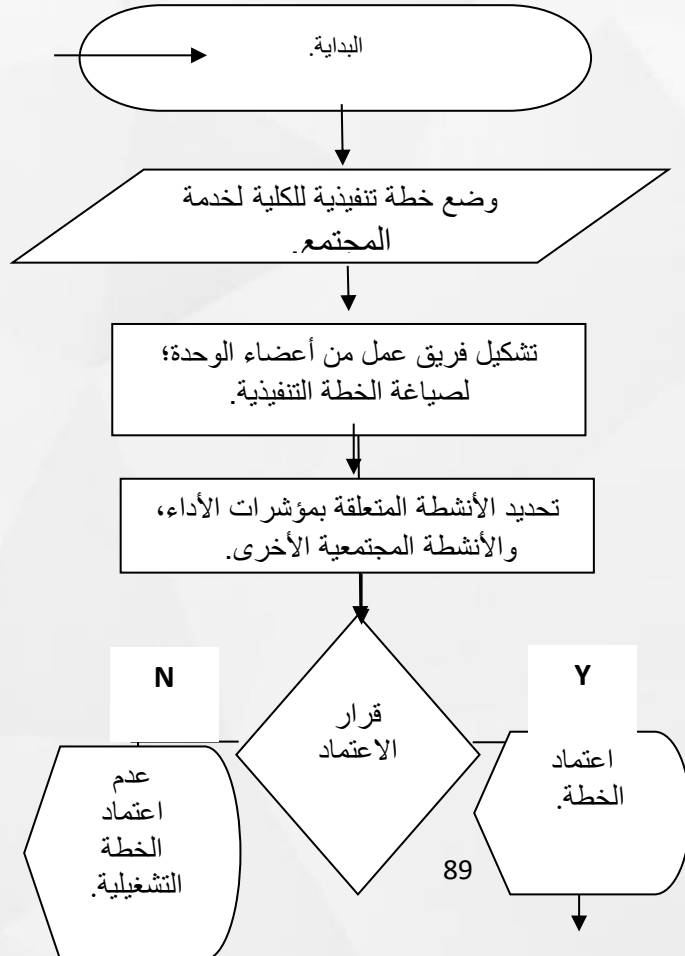 البداية.
وضع خطة تنفيذية للكلية لخدمة
المجتمع.
تشكيل فريق عمل من أعضاء الوحدة؛
لصياغة الخطة التنفيذية.
تحديد الأنشطة المتعلقة بمؤشرات الأداء،
والأنشطة المجتمعية الأخرى.
Y
N
قرار
الاعتماد
اعتماد
الخطة.
عدم
اعتماد
الخطة
التشغيلية.
89